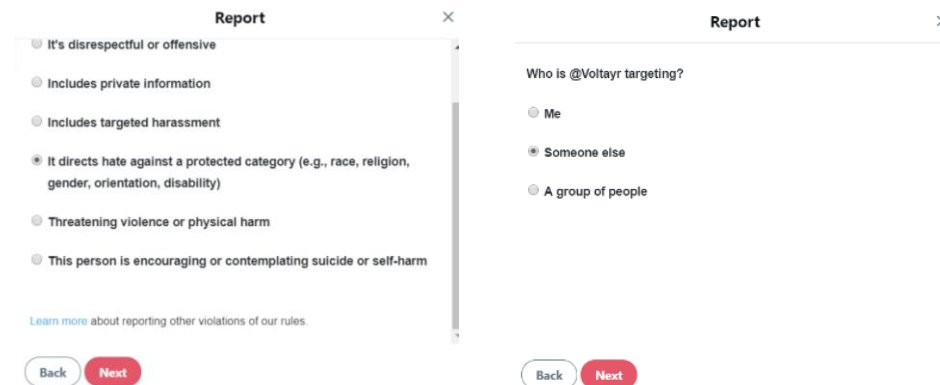 Report
It's disrespectful or offensive
Includes private information
Includes targeted harassment
It directs hate against a protected category (e.g., race, religion,
gender, orientation, disability)
Threatening violence or physical harm
This person is encouraging or contemplating suicide or self-harm
Learn more about reporting other violations of our rules.
Back Next
Report
Who is @Voltayr targeting?
Me
Someone else
A group of people
Back Next